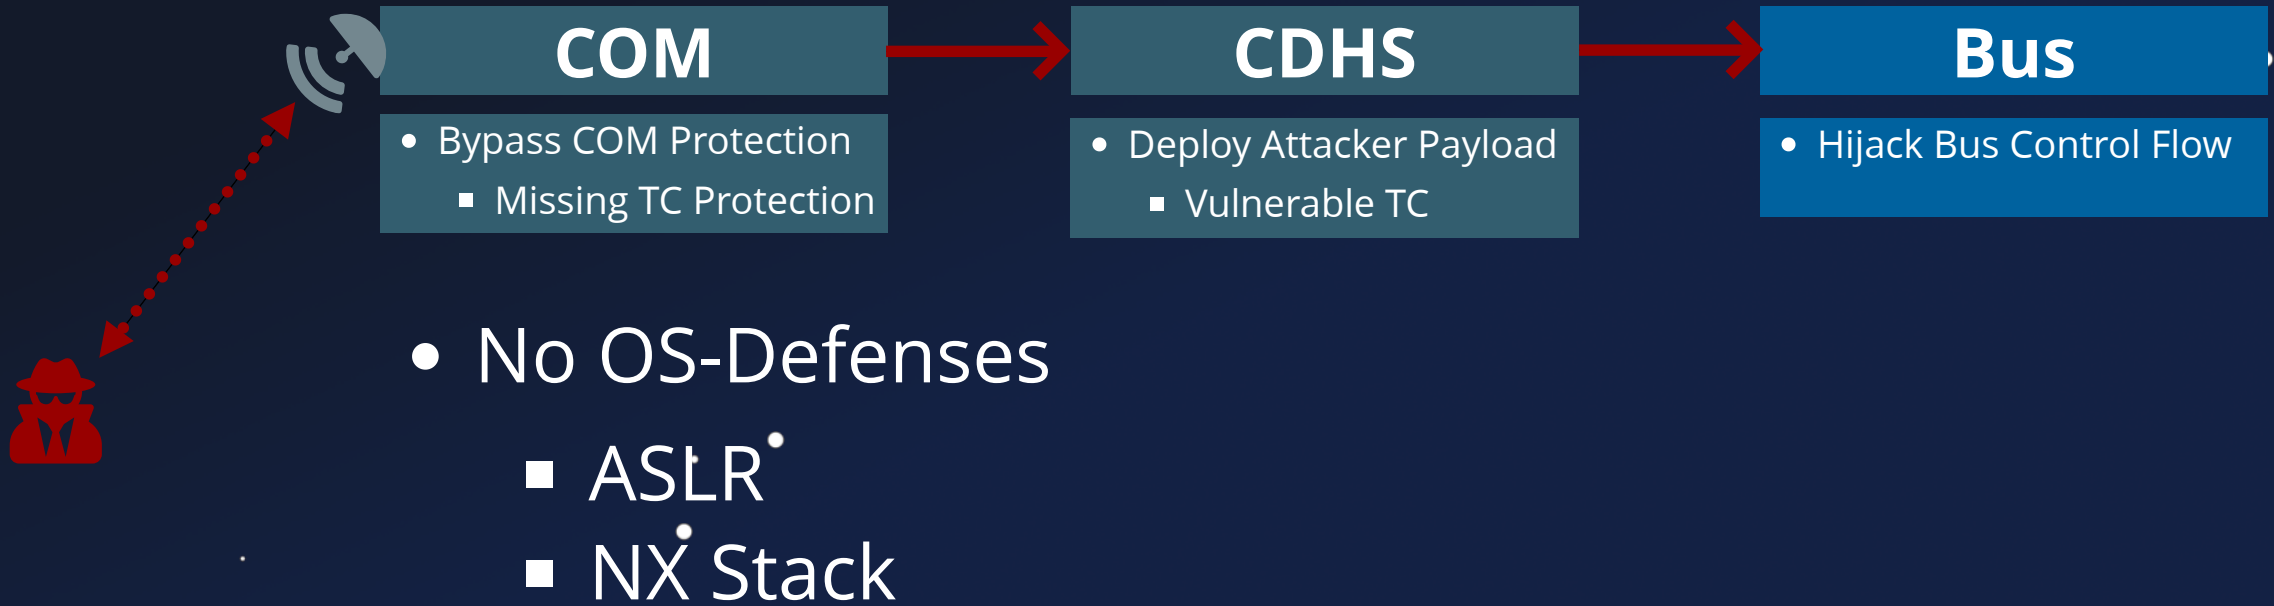 COM
Bypass COM Protection
Missing TC Protection
CDHS
Deploy Attacker Payload
Vulnerable TC
Bus
Hijack Bus Control Flow
No OS-Defenses
ASLR
NX Stack